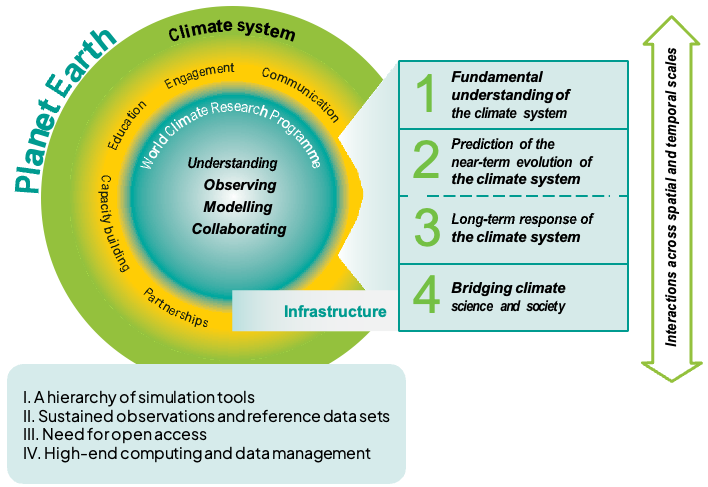 Planet Earth
Climate system
Engagement
Communication
Education
Capacity building
Partnerships
World Climate Research Programme
Understanding
Observing
Modelling
Collaborating
Infrastructure
1
Fundamental
understanding of
the climate system
2
Prediction of the
near-term evolution of
the climate system
3
Long-term response of
the climate system
4
Bridging climate
science and society
Interactions across spatial and temporal scales
I. A hierarchy of simulation tools
II. Sustained observations and reference data sets
III. Need for open access
IV. High-end computing and data management